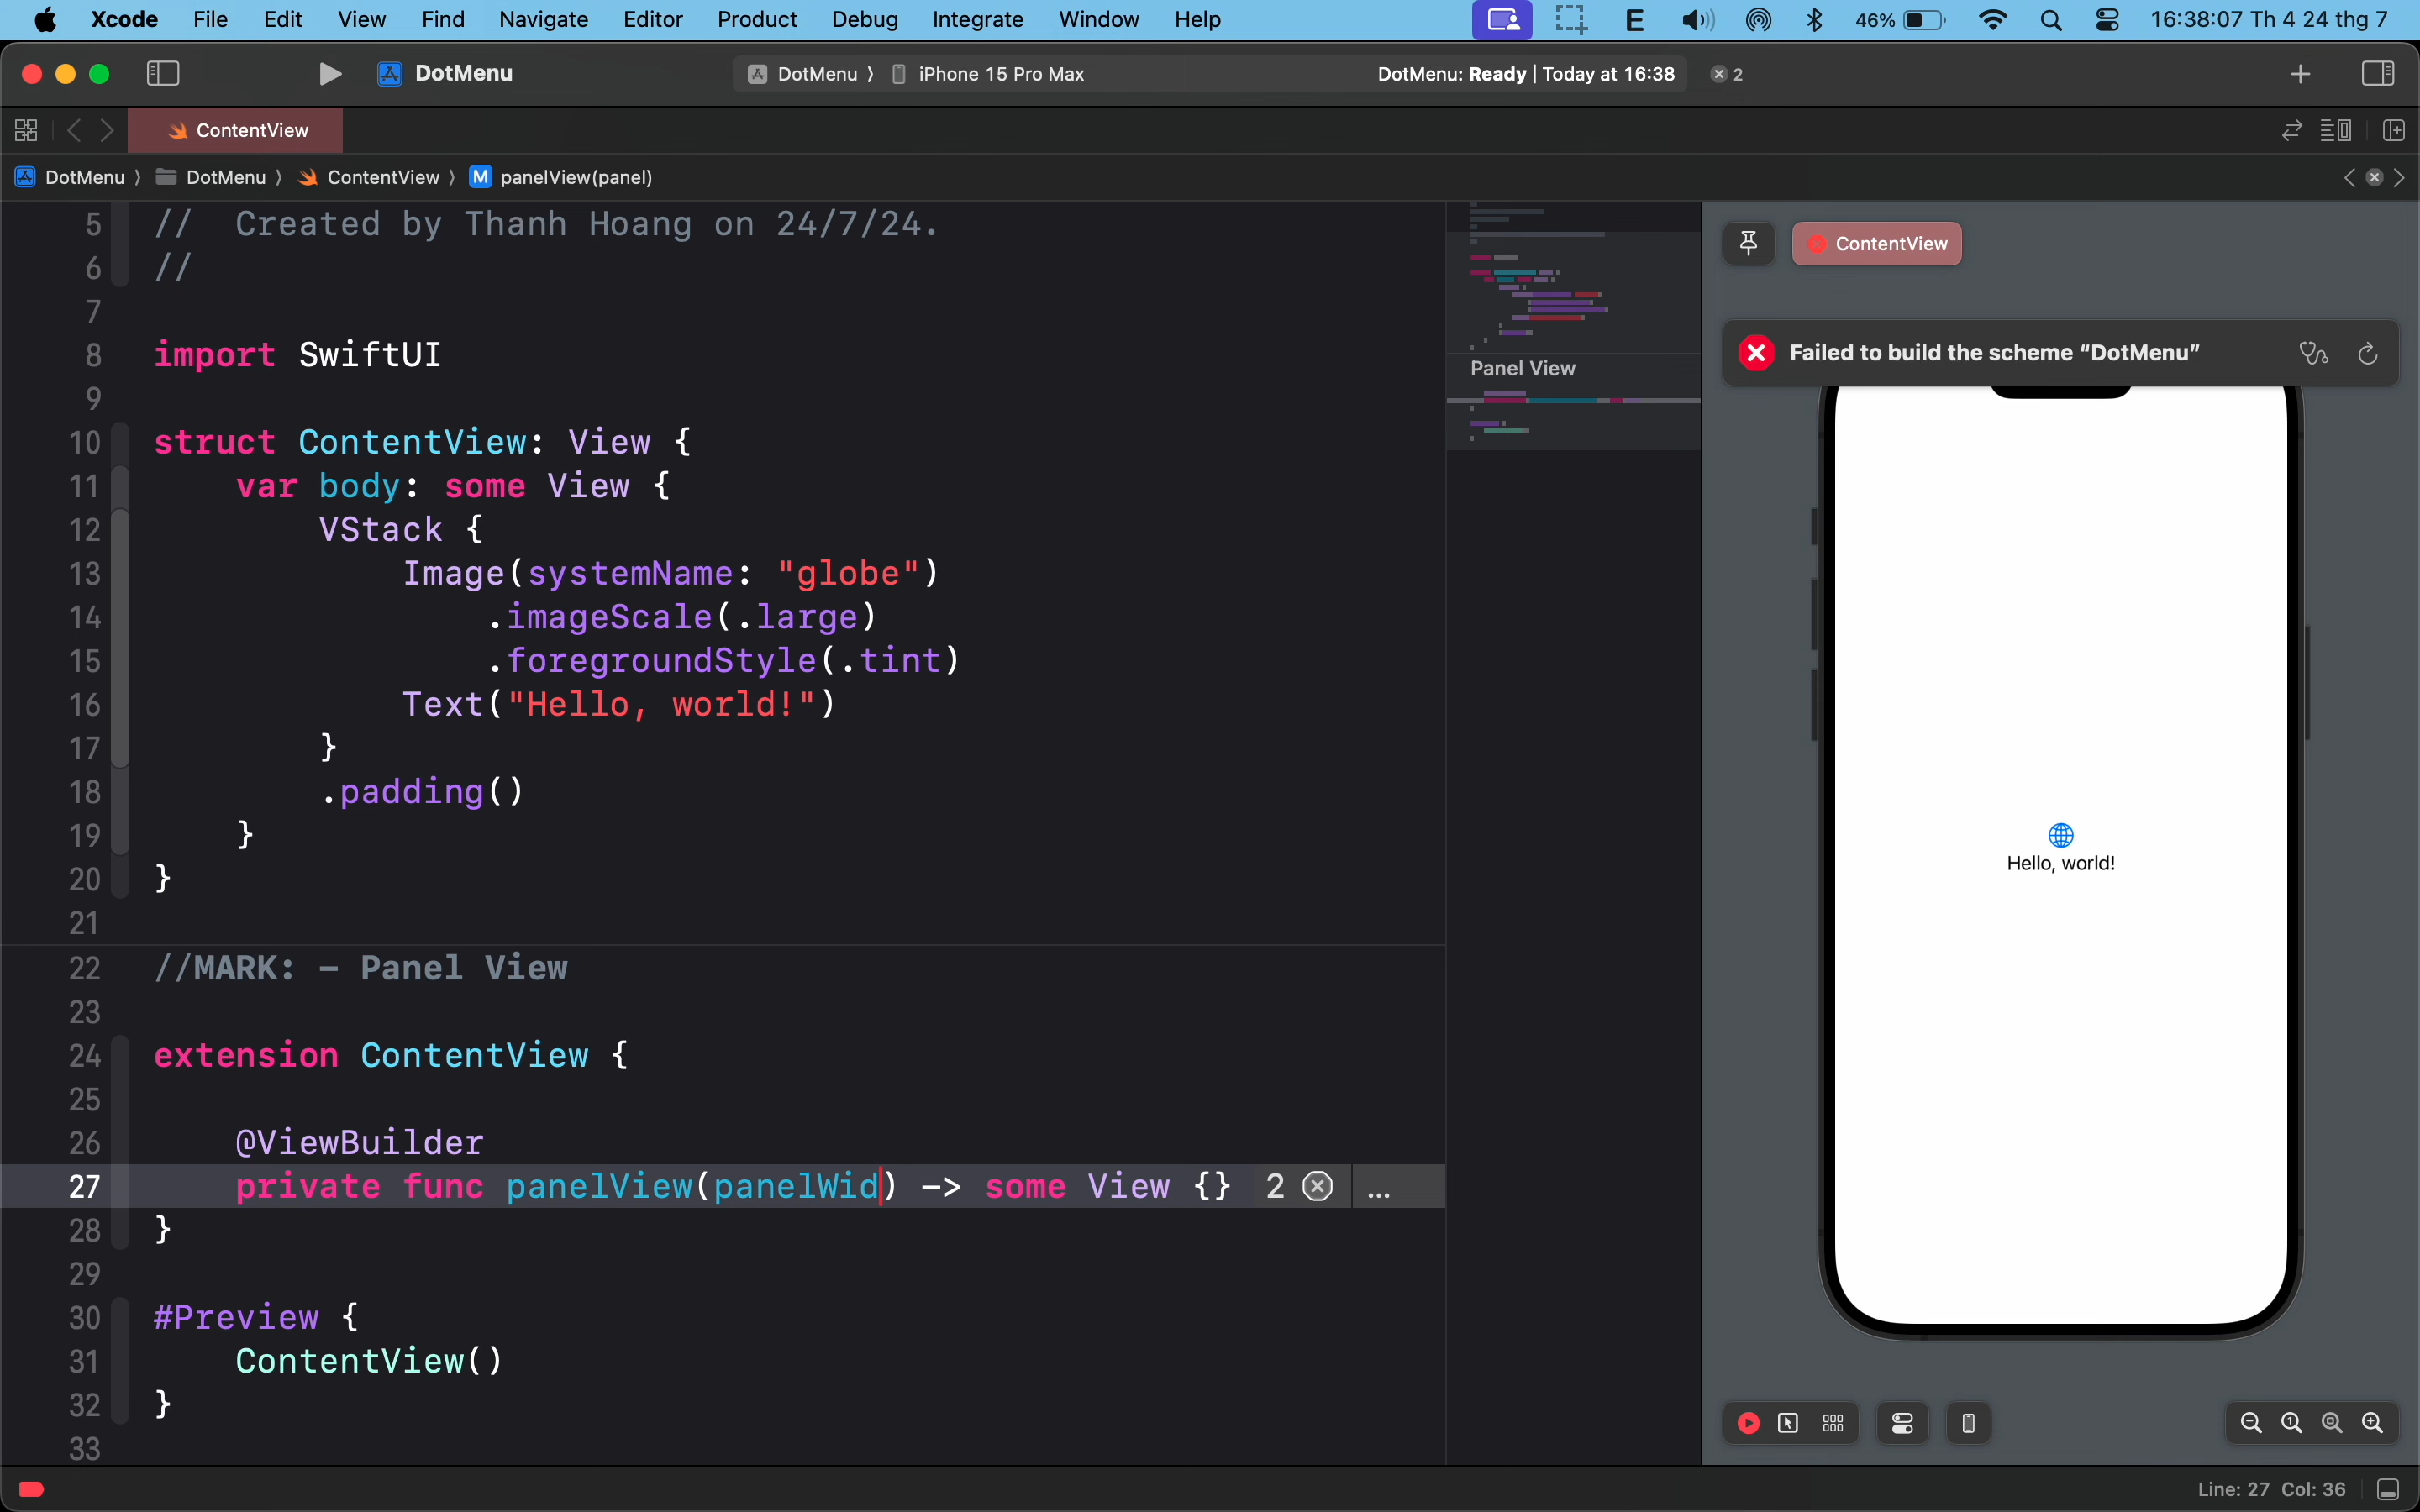 Xcode File Edit View Find Navigate Editor Product Debug Integrate Window Help E 46% 16:38:07 Th 4 24 thg 7
DotMenu DotMenu 〉 iPhone 15 Pro Max DotMenu: Ready | Today at 16:38 2
ContentView
DotMenu 〉 DotMenu 〉 ContentView 〉 M panelView(panel)
5 //  Created by Thanh Hoang on 24/7/24.
6 //
7
8 import SwiftUI
9
10 struct ContentView: View {
11     var body: some View {
12         VStack {
13             Image(systemName: "globe")
14                 .imageScale(.large)
15                 .foregroundStyle(.tint)
16             Text("Hello, world!")
17         }
18         .padding()
19     }
20 }
21
22 //MARK: - Panel View
23
24 extension ContentView {
25
26     @ViewBuilder
27     private func panelView(panelWid) -> some View {} 2 ...
28 }
29
30 #Preview {
31     ContentView()
32 }
33
Panel View
ContentView
Failed to build the scheme “DotMenu”
Hello, world!
Line: 27 Col: 36